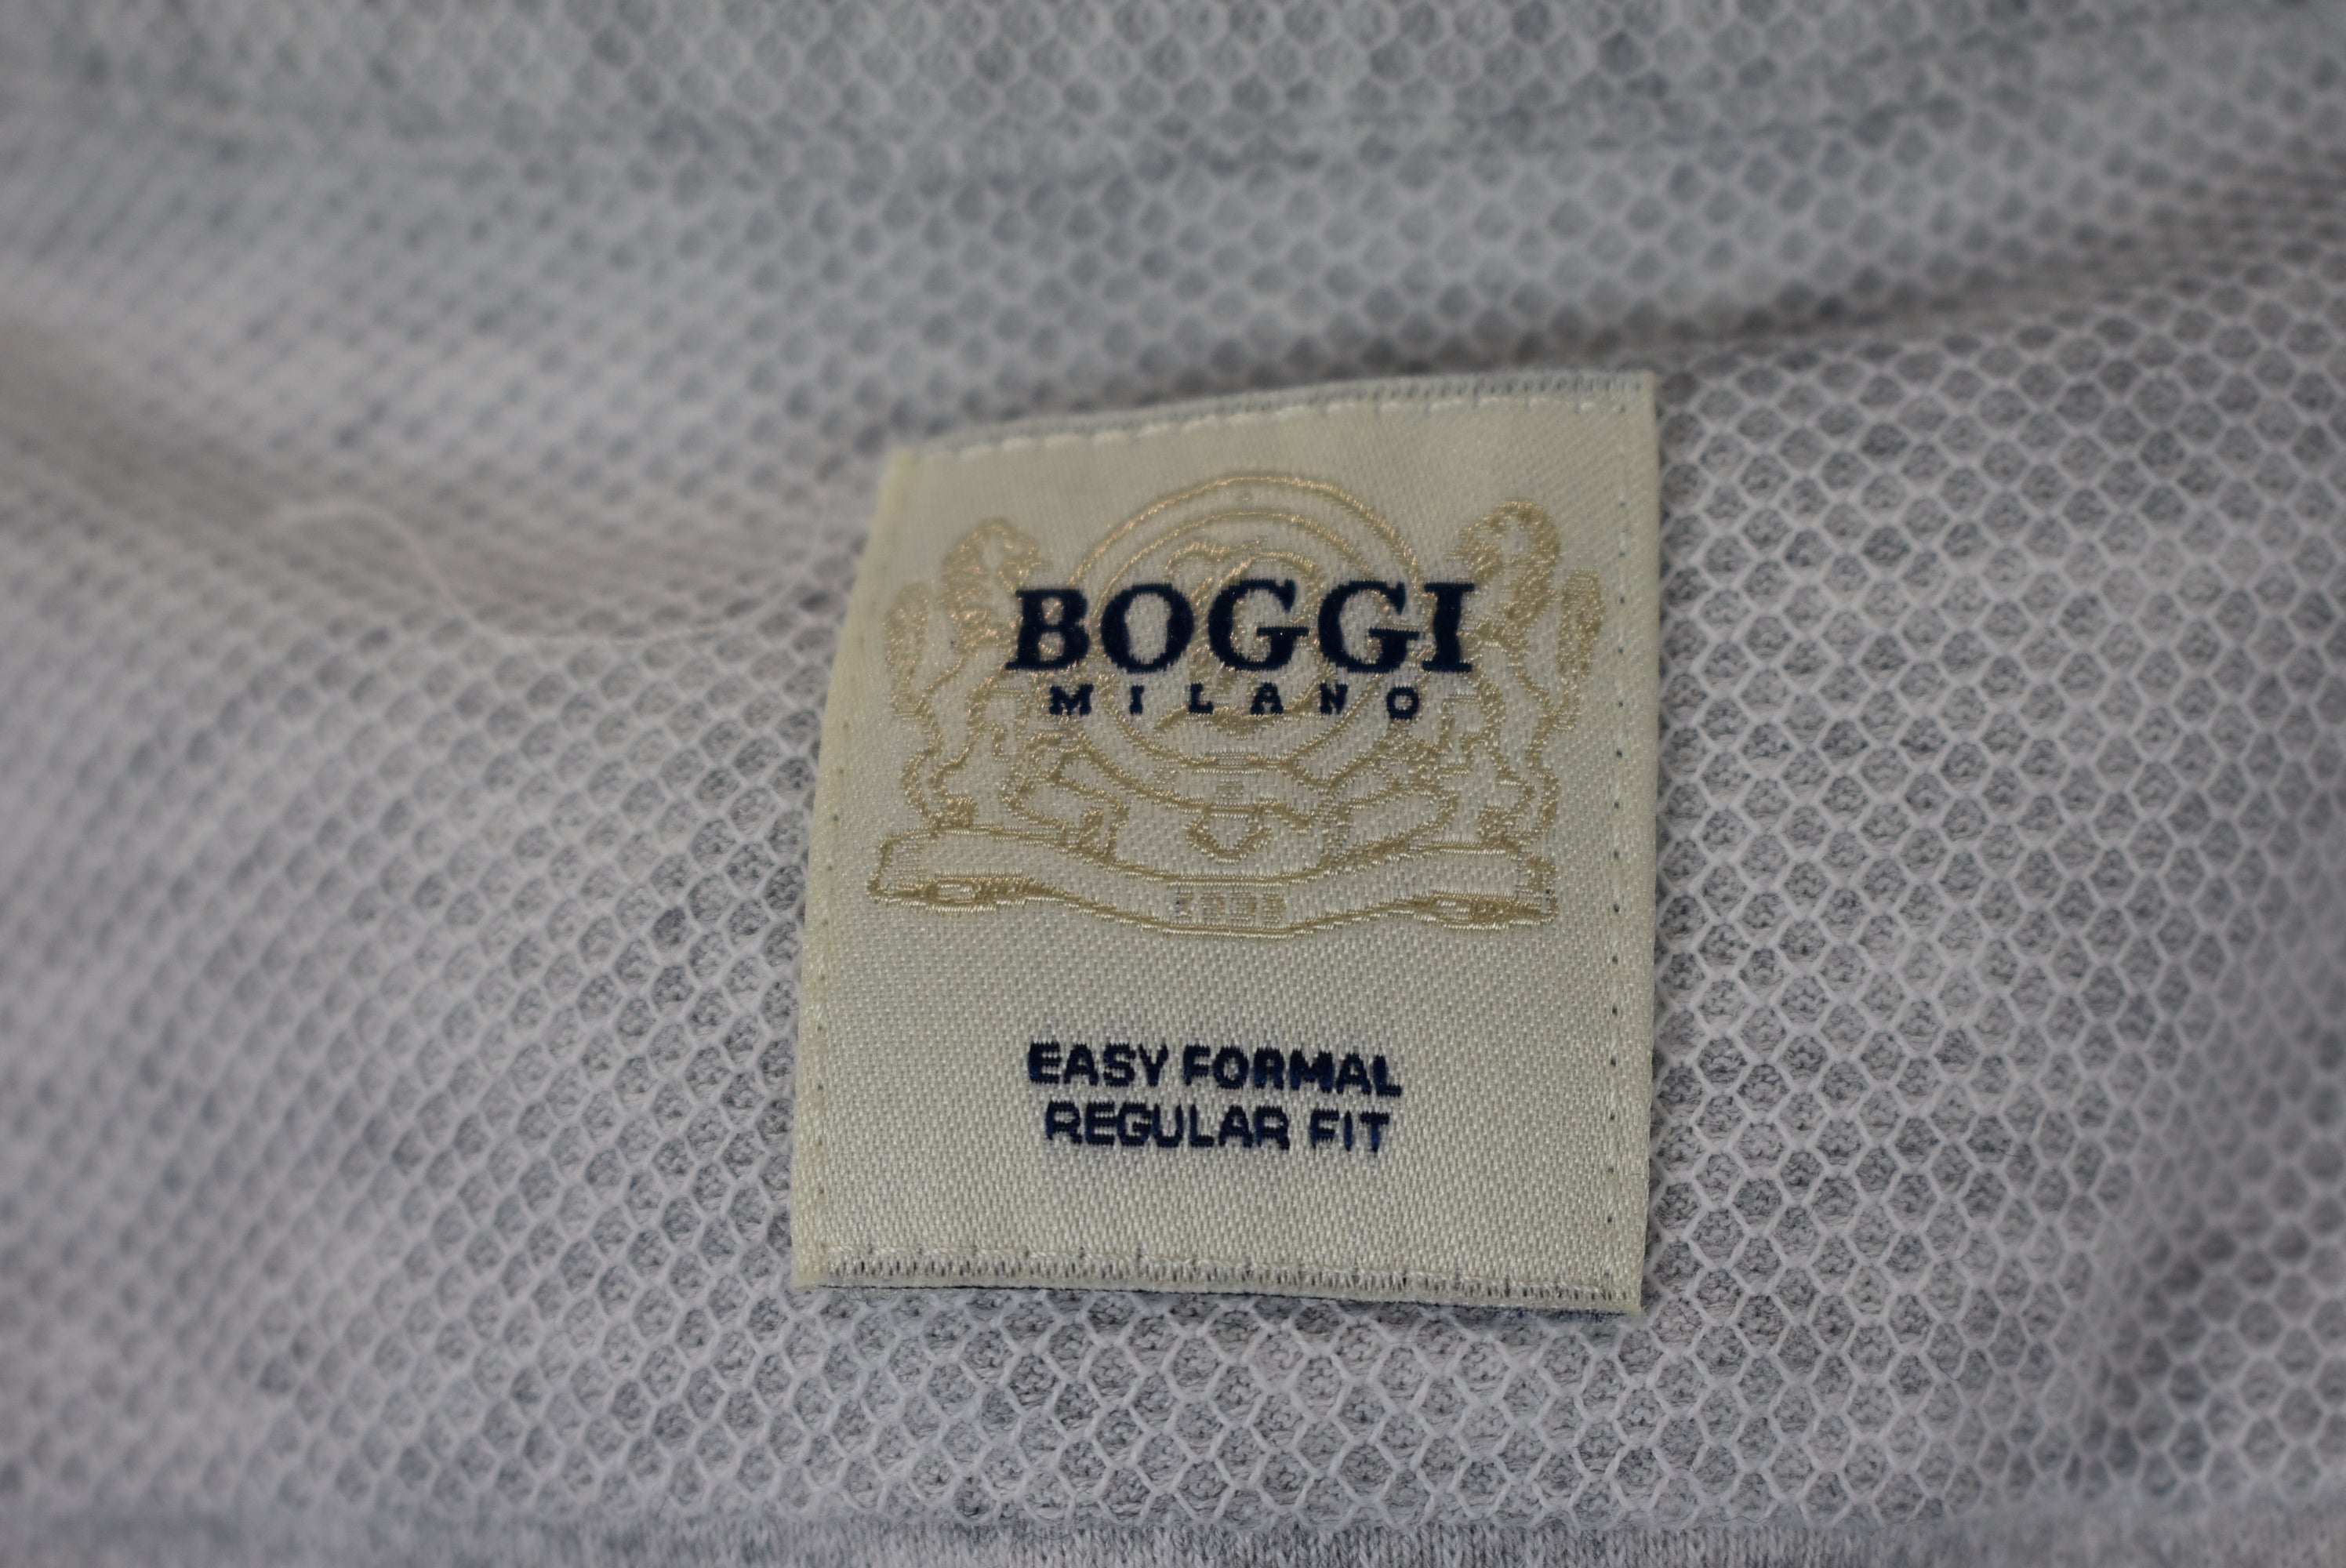 BOGGI
MILANO
EASY FORMAL
REGULAR FIT